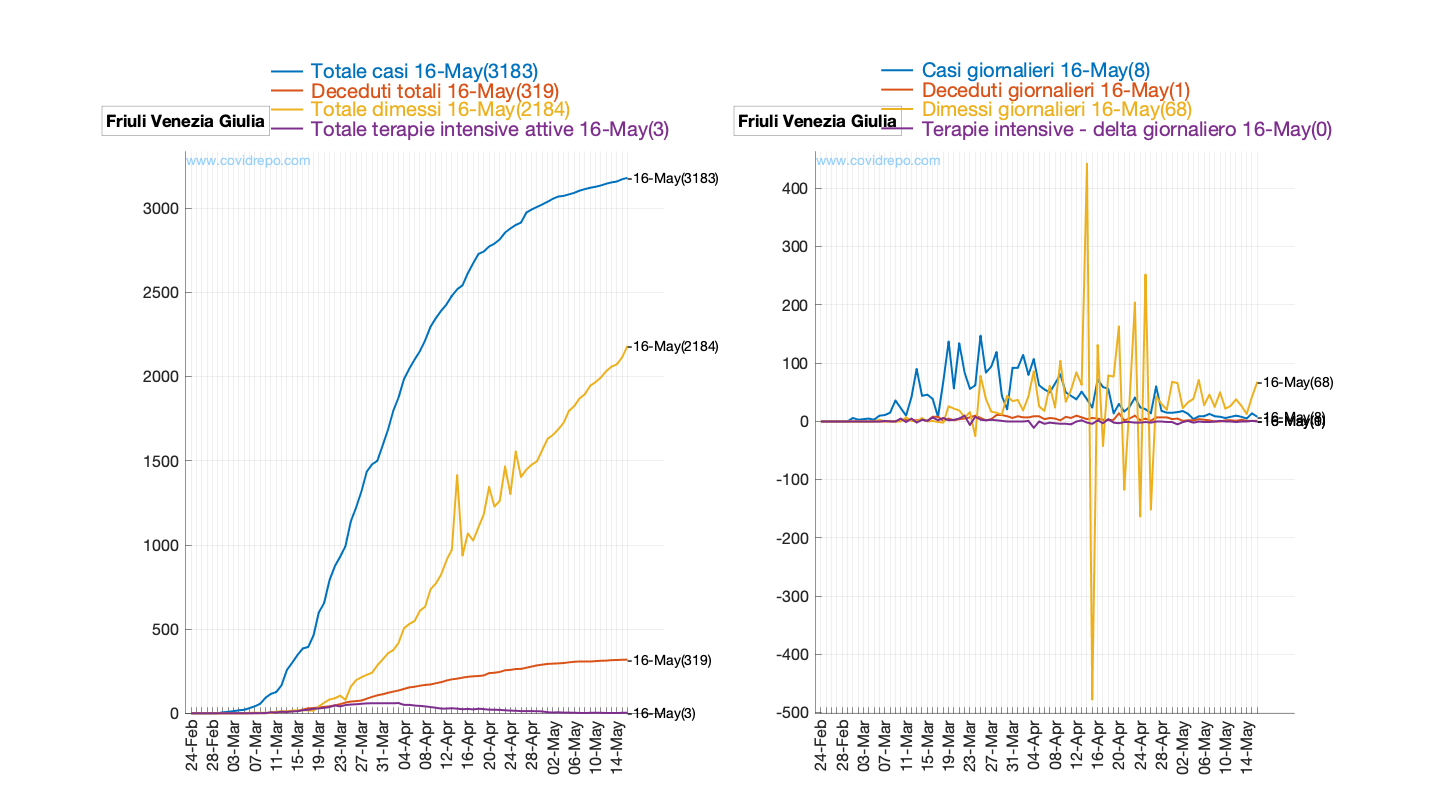 Totale casi 16-May(3183)
Deceduti totali 16-May(319)
Totale dimessi 16-May(2184)
Totale terapie intensive attive 16-May(3)
Friuli Venezia Giulia
www.covidrepo.com
3000
2500
2000
1500
1000
500
0
16-May(3183)
16-May(2184)
16-May(319)
16-May(3)
24-Feb
28-Feb
03-Mar
07-Mar
11-Mar
15-Mar
19-Mar
23-Mar
27-Mar
31-Mar
04-Apr
08-Apr
12-Apr
16-Apr
20-Apr
24-Apr
28-Apr
02-May
06-May
10-May
14-May
Casi giornalieri 16-May(8)
Deceduti giornalieri 16-May(1)
Dimessi giornalieri 16-May(68)
Terapie intensive - delta giornaliero 16-May(0)
Friuli Venezia Giulia
www.covidrepo.com
400
300
200
100
0
-100
-200
-300
-400
-500
16-May(68)
16-May(8)
24-Feb
28-Feb
03-Mar
07-Mar
11-Mar
15-Mar
19-Mar
23-Mar
27-Mar
31-Mar
04-Apr
08-Apr
12-Apr
16-Apr
20-Apr
24-Apr
28-Apr
02-May
06-May
10-May
14-May